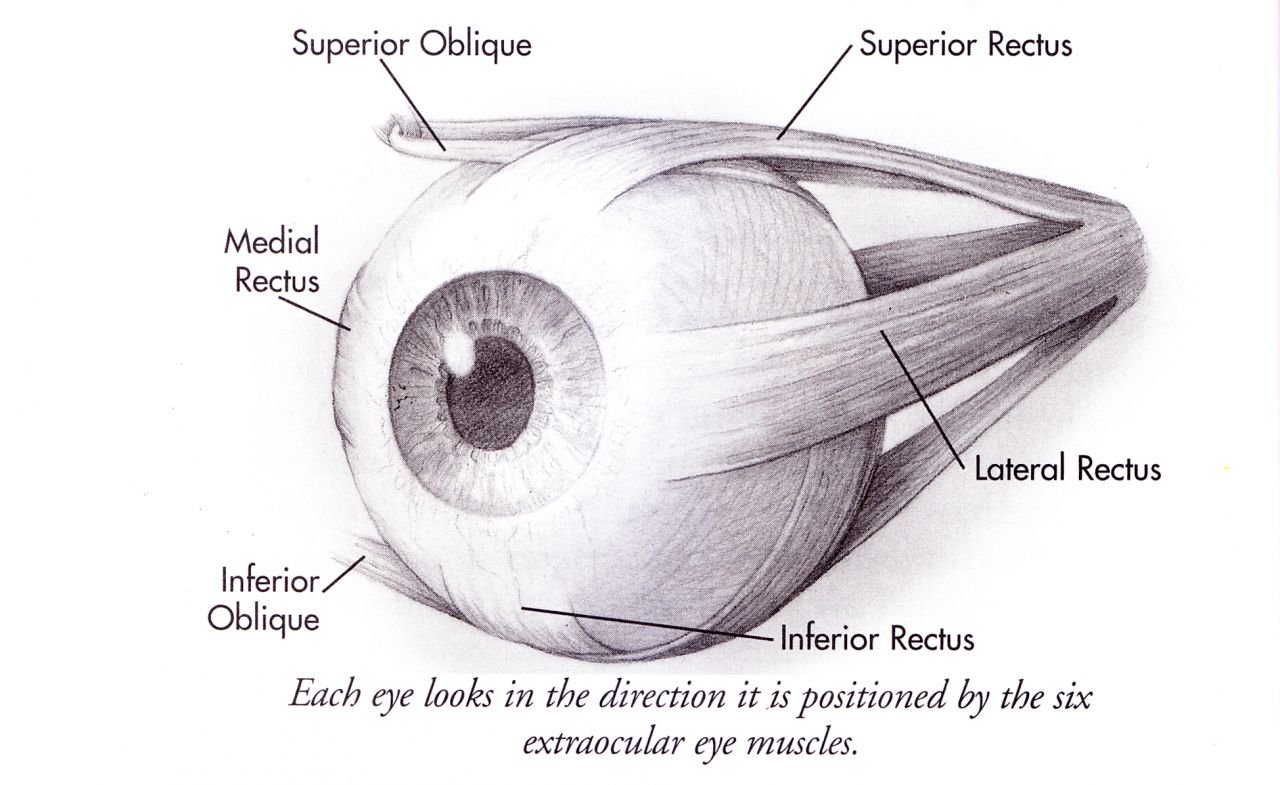 Superior Oblique
Superior Rectus
Medial
Rectus
Lateral Rectus
Inferior
Oblique
Inferior Rectus
Each eye looks in the direction it is positioned by the six
extraocular eye muscles.